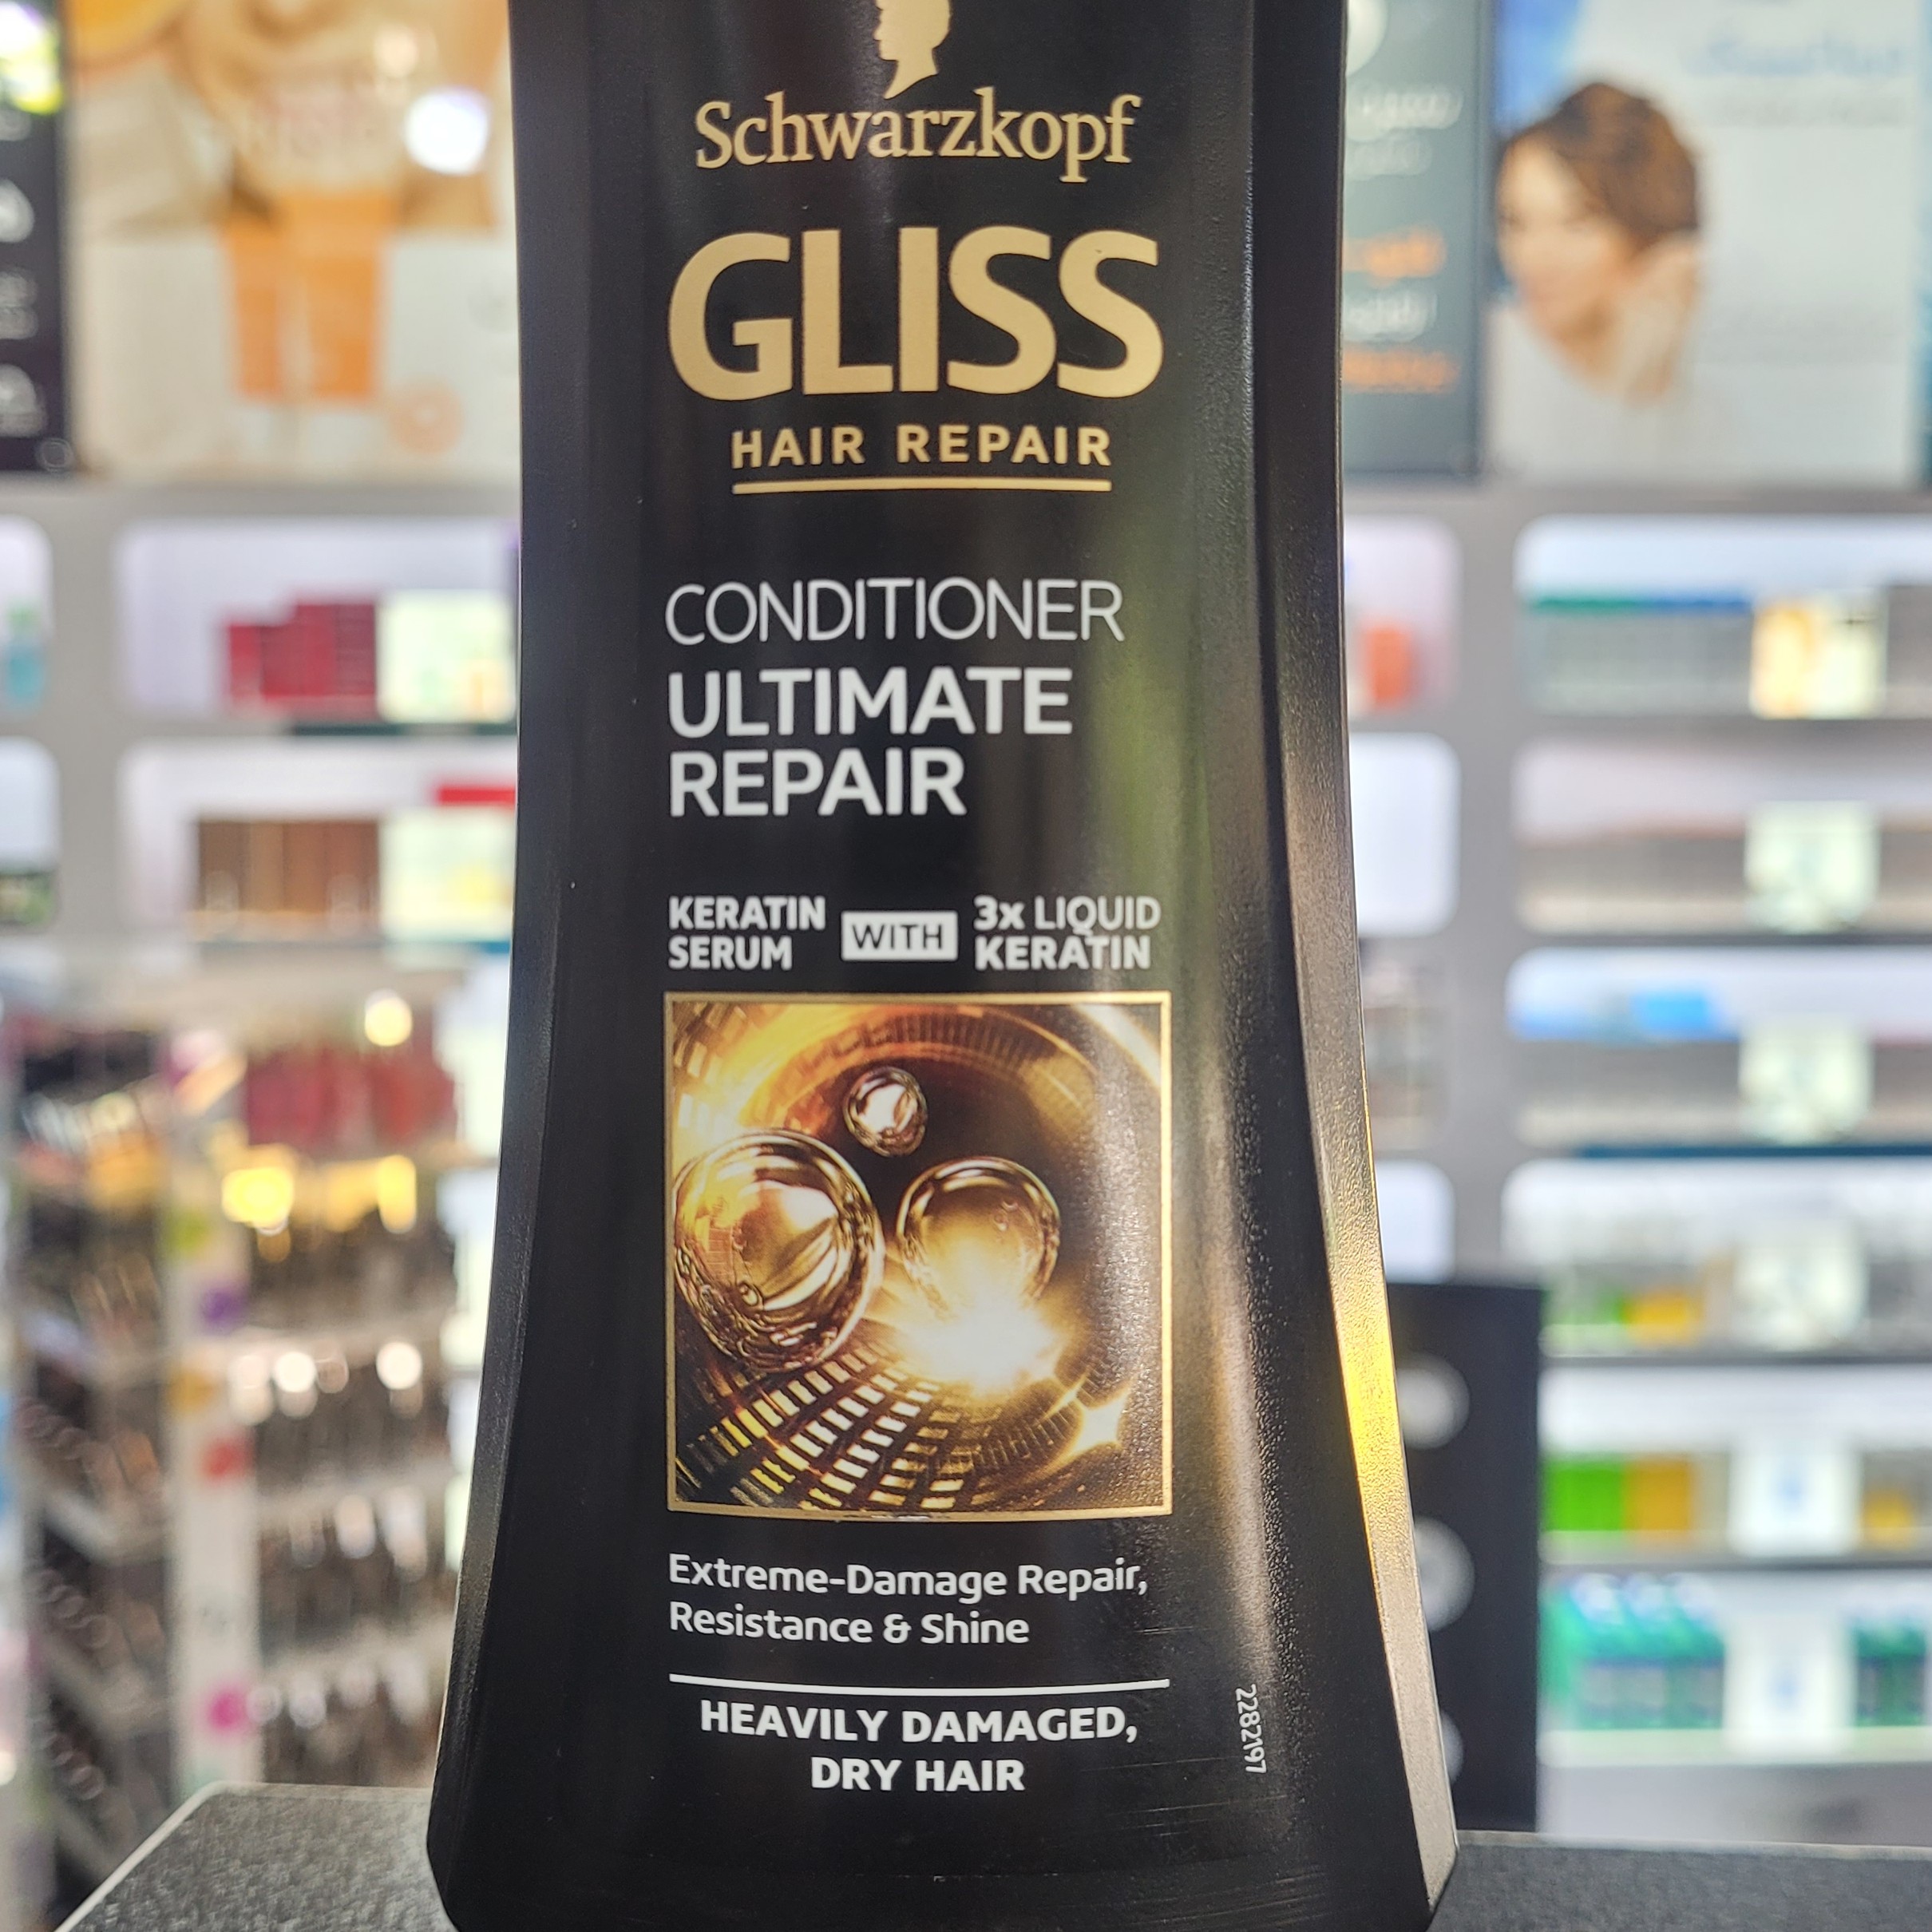 Schwarzkopf
GLISS
HAIR REPAIR
CONDITIONER
ULTIMATE
REPAIR
KERATIN
SERUM
WITH
3x LIQUID
KERATIN
Extreme-Damage Repair,
Resistance & Shine
HEAVILY DAMAGED,
DRY HAIR
2282197